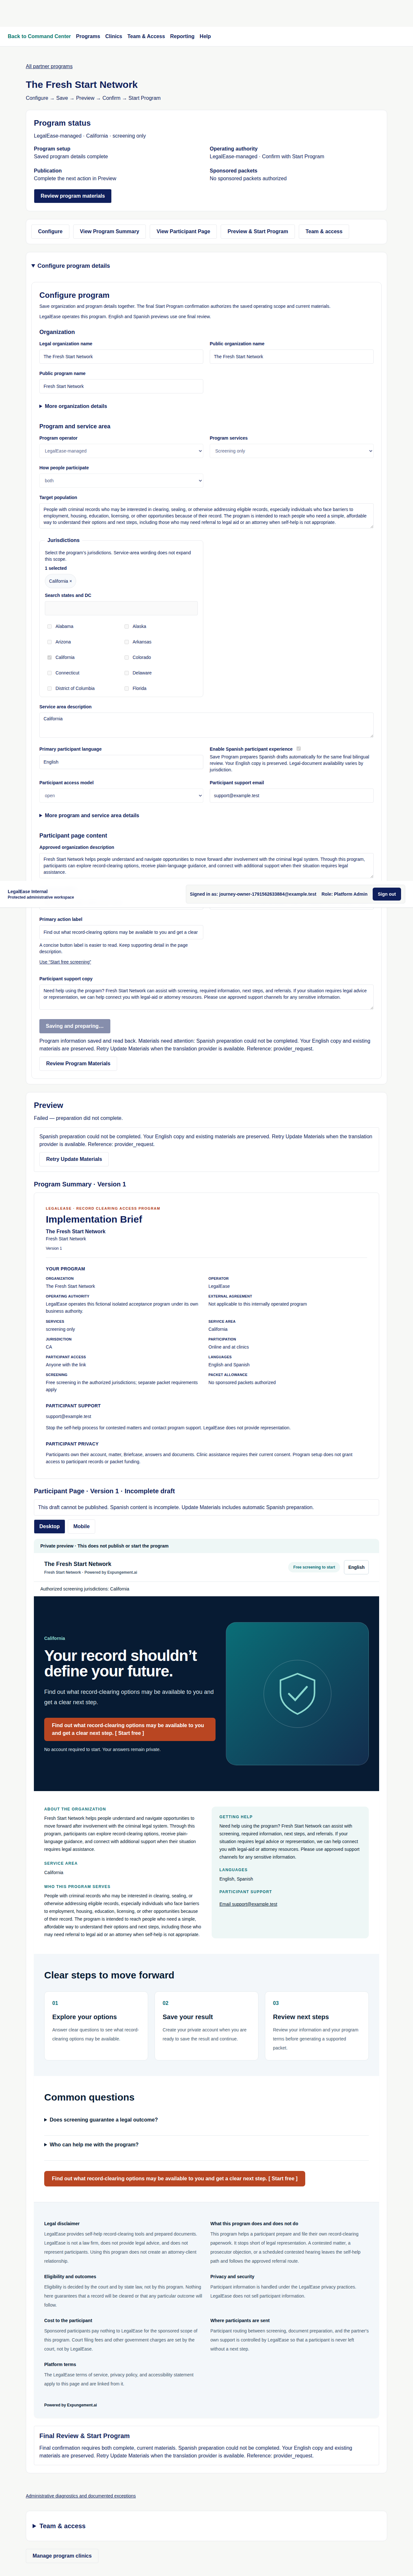 Back to Command Center Programs Clinics Team & Access Reporting Help
All partner programs
The Fresh Start Network
Configure → Save → Preview → Confirm → Start Program
Program status
LegalEase-managed · California · screening only
Program setup
Saved program details complete
Operating authority
LegalEase-managed · Confirm with Start Program
Publication
Complete the next action in Preview
Sponsored packets
No sponsored packets authorized
Review program materials
Configure View Program Summary View Participant Page Preview & Start Program Team & access
▼ Configure program details
Configure program
Save organization and program details together. The final Start Program confirmation authorizes the saved operating scope and current materials.
LegalEase operates this program. English and Spanish previews use one final review.
Organization
Legal organization name
The Fresh Start Network
Public organization name
The Fresh Start Network
Public program name
Fresh Start Network
▶ More organization details
Program and service area
Program operator
LegalEase-managed
Program services
Screening only
How people participate
both
Target population
People with criminal records who may be interested in clearing, sealing, or otherwise addressing eligible records, especially individuals who face barriers to
employment, housing, education, licensing, or other opportunities because of their record. The program is intended to reach people who need a simple, affordable
way to understand their options and next steps, including those who may need referral to legal aid or an attorney when self-help is not appropriate.
Jurisdictions
Select the program's jurisdictions. Service-area wording does not expand
this scope.
1 selected
California ×
Search states and DC
Alabama Alaska
Arizona Arkansas
California Colorado
Connecticut Delaware
District of Columbia Florida
Service area description
California
Primary participant language
English
Enable Spanish participant experience
Save Program prepares Spanish drafts automatically for the same final bilingual
review. Your English copy is preserved. Legal-document availability varies by
jurisdiction.
Participant access model
open
Participant support email
support@example.test
▶ More program and service area details
Participant page content
Approved organization description
Fresh Start Network helps people understand and navigate opportunities to move forward after involvement with the criminal legal system. Through this program,
participants can explore record-clearing options, receive plain-language guidance, and connect with additional support when their situation requires legal
assistance.
LegalEase Internal
Protected administrative workspace
Signed in as: journey-owner-1791562633884@example.test Role: Platform Admin Sign out
Primary action label
Find out what record-clearing options may be available to you and get a clear
A concise button label is easier to read. Keep supporting detail in the page
description.
Use "Start free screening"
Participant support copy
Need help using the program? Fresh Start Network can assist with screening, required information, next steps, and referrals. If your situation requires legal advice
or representation, we can help connect you with legal-aid or attorney resources. Please use approved support channels for any sensitive information.
Saving and preparing…
Program information saved and read back. Materials need attention: Spanish preparation could not be completed. Your English copy and existing
materials are preserved. Retry Update Materials when the translation provider is available. Reference: provider_request.
Review Program Materials
Preview
Failed — preparation did not complete.
Spanish preparation could not be completed. Your English copy and existing materials are preserved. Retry Update Materials when the translation
provider is available. Reference: provider_request.
Retry Update Materials
Program Summary · Version 1
LEGALEASE · RECORD CLEARING ACCESS PROGRAM
Implementation Brief
The Fresh Start Network
Fresh Start Network
Version 1
YOUR PROGRAM
ORGANIZATION
The Fresh Start Network
OPERATOR
LegalEase
OPERATING AUTHORITY
LegalEase operates this fictional isolated acceptance program under its own
business authority.
EXTERNAL AGREEMENT
Not applicable to this internally operated program
SERVICES
screening only
SERVICE AREA
California
JURISDICTION
CA
PARTICIPATION
Online and at clinics
PARTICIPANT ACCESS
Anyone with the link
LANGUAGES
English and Spanish
SCREENING
Free screening in the authorized jurisdictions; separate packet requirements
apply
PACKET ALLOWANCE
No sponsored packets authorized
PARTICIPANT SUPPORT
support@example.test
Stop the self-help process for contested matters and contact program support. LegalEase does not provide representation.
PARTICIPANT PRIVACY
Participants own their account, matter, Briefcase, answers and documents. Clinic assistance requires their current consent. Program setup does not grant
access to participant records or packet funding.
Participant Page · Version 1 · Incomplete draft
This draft cannot be published. Spanish content is incomplete. Update Materials includes automatic Spanish preparation.
Desktop Mobile
Private preview · This does not publish or start the program
The Fresh Start Network
Fresh Start Network · Powered by Expungement.ai
Free screening to start
English
Authorized screening jurisdictions: California
California
Your record shouldn't
define your future.
Find out what record-clearing options may be available to you and
get a clear next step.
Find out what record-clearing options may be available to you
and get a clear next step. [ Start free ]
No account required to start. Your answers remain private.
ABOUT THE ORGANIZATION
Fresh Start Network helps people understand and navigate opportunities to
move forward after involvement with the criminal legal system. Through this
program, participants can explore record-clearing options, receive plain-
language guidance, and connect with additional support when their situation
requires legal assistance.
SERVICE AREA
California
WHO THIS PROGRAM SERVES
People with criminal records who may be interested in clearing, sealing, or
otherwise addressing eligible records, especially individuals who face barriers
to employment, housing, education, licensing, or other opportunities because
of their record. The program is intended to reach people who need a simple,
affordable way to understand their options and next steps, including those who
may need referral to legal aid or an attorney when self-help is not appropriate.
GETTING HELP
Need help using the program? Fresh Start Network can assist with
screening, required information, next steps, and referrals. If your
situation requires legal advice or representation, we can help connect
you with legal-aid or attorney resources. Please use approved support
channels for any sensitive information.
LANGUAGES
English, Spanish
PARTICIPANT SUPPORT
Email support@example.test
Clear steps to move forward
01
Explore your options
Answer clear questions to see what record-
clearing options may be available.
02
Save your result
Create your private account when you are
ready to save the result and continue.
03
Review next steps
Review your information and your program
terms before generating a supported
packet.
Common questions
▶ Does screening guarantee a legal outcome?
▶ Who can help me with the program?
Find out what record-clearing options may be available to you and get a clear next step. [ Start free ]
Legal disclaimer
LegalEase provides self-help record-clearing tools and prepared documents.
LegalEase is not a law firm, does not provide legal advice, and does not
represent participants. Using this program does not create an attorney-client
relationship.
What this program does and does not do
This program helps a participant prepare and file their own record-clearing
paperwork. It stops short of legal representation. A contested matter, a
prosecutor objection, or a scheduled contested hearing leaves the self-help
path and follows the approved referral route.
Eligibility and outcomes
Eligibility is decided by the court and by state law, not by this program. Nothing
here guarantees that a record will be cleared or that any particular outcome will
follow.
Privacy and security
Participant information is handled under the LegalEase privacy practices.
LegalEase does not sell participant information.
Cost to the participant
Sponsored participants pay nothing to LegalEase for the sponsored scope of
this program. Court filing fees and other government charges are set by the
court, not by LegalEase.
Where participants are sent
Participant routing between screening, document preparation, and the partner's
own support is controlled by LegalEase so that a participant is never left
without a next step.
Platform terms
The LegalEase terms of service, privacy policy, and accessibility statement
apply to this page and are linked from it.
Powered by Expungement.ai
Final Review & Start Program
Final confirmation requires both complete, current materials. Spanish preparation could not be completed. Your English copy and existing
materials are preserved. Retry Update Materials when the translation provider is available. Reference: provider_request.
Administrative diagnostics and documented exceptions
▶ Team & access
Manage program clinics